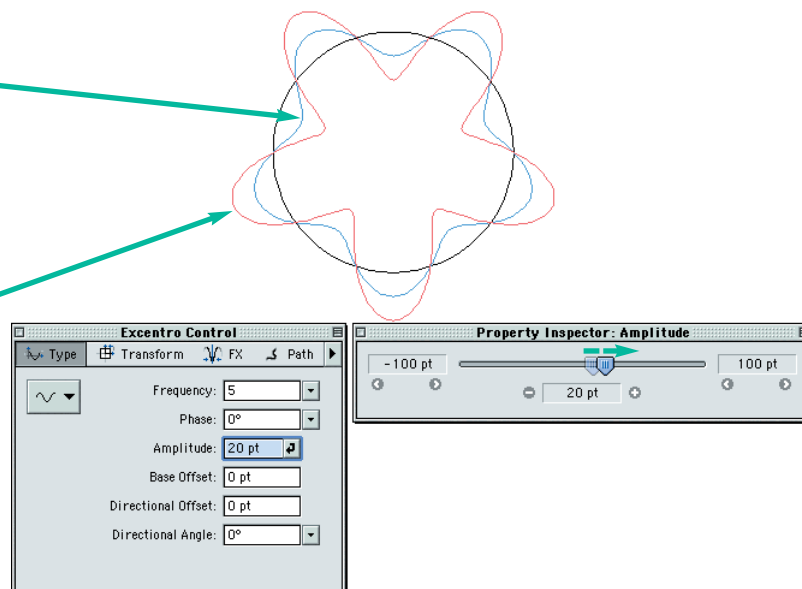 Excentro Control
Type Transform FX Path
Frequency: 5
Phase: 0°
Amplitude: 20 pt
Base Offset: 0 pt
Directional Offset: 0 pt
Directional Angle: 0°
Property Inspector: Amplitude
-100 pt 100 pt
20 pt